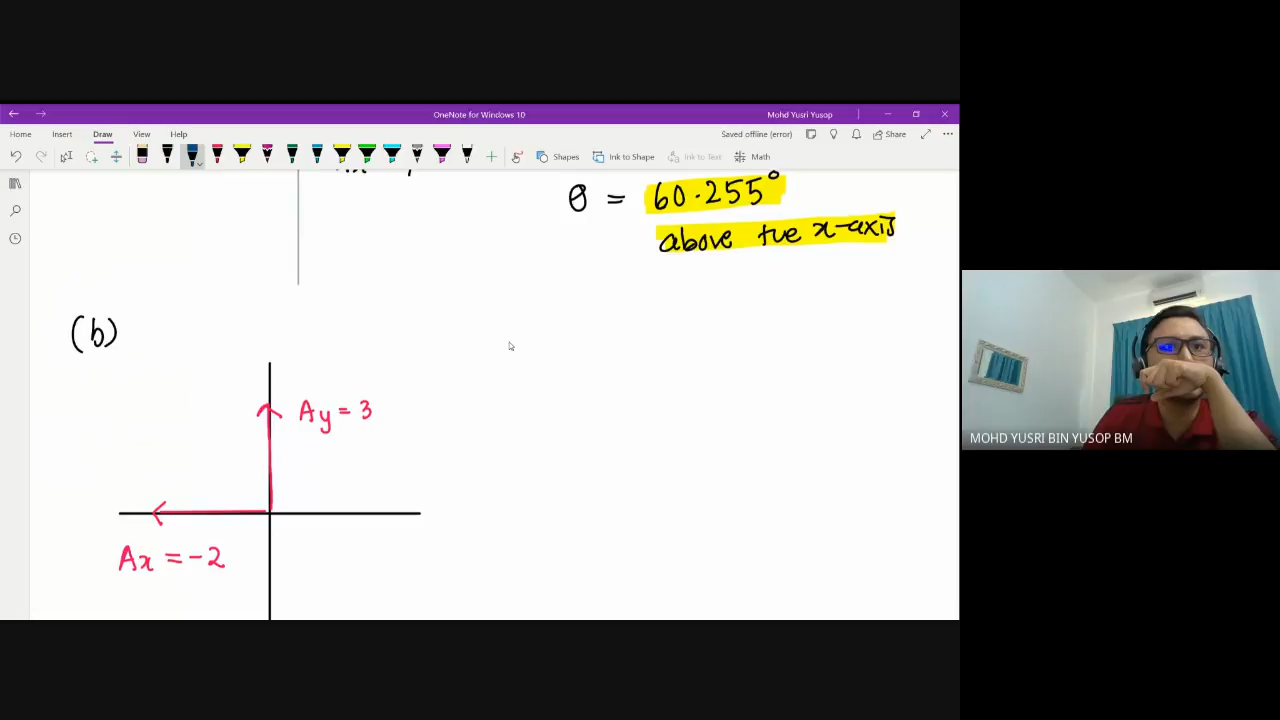 OneNote for Windows 10
Mohd Yusri Yusop
Home Insert Draw View Help
Saved offline (error)
Share
Shapes
Ink to Shape
Ink to Text
Math
θ = 60.255°
above tve x-axis
(b)
Ay = 3
Ax = -2
MOHD YUSRI BIN YUSOP BM